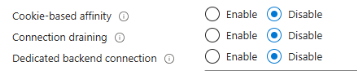 Cookie-based affinity Enable Disable
Connection draining Enable Disable
Dedicated backend connection Enable Disable